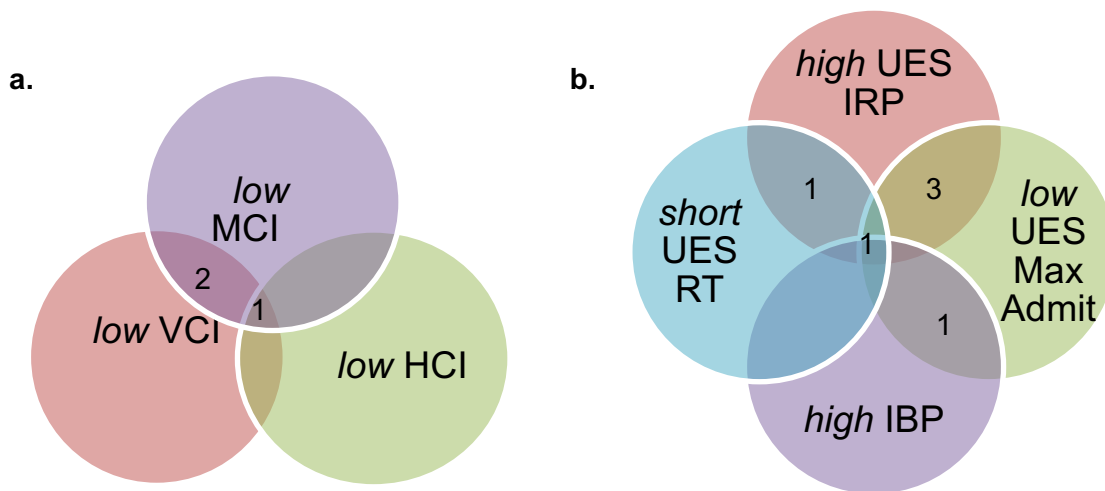 a.
low
MCI
2
1
low VCI
low HCI
b.
high UES
IRP
1
3
short
UES
RT
1
low
UES
Max
Admit
1
high IBP